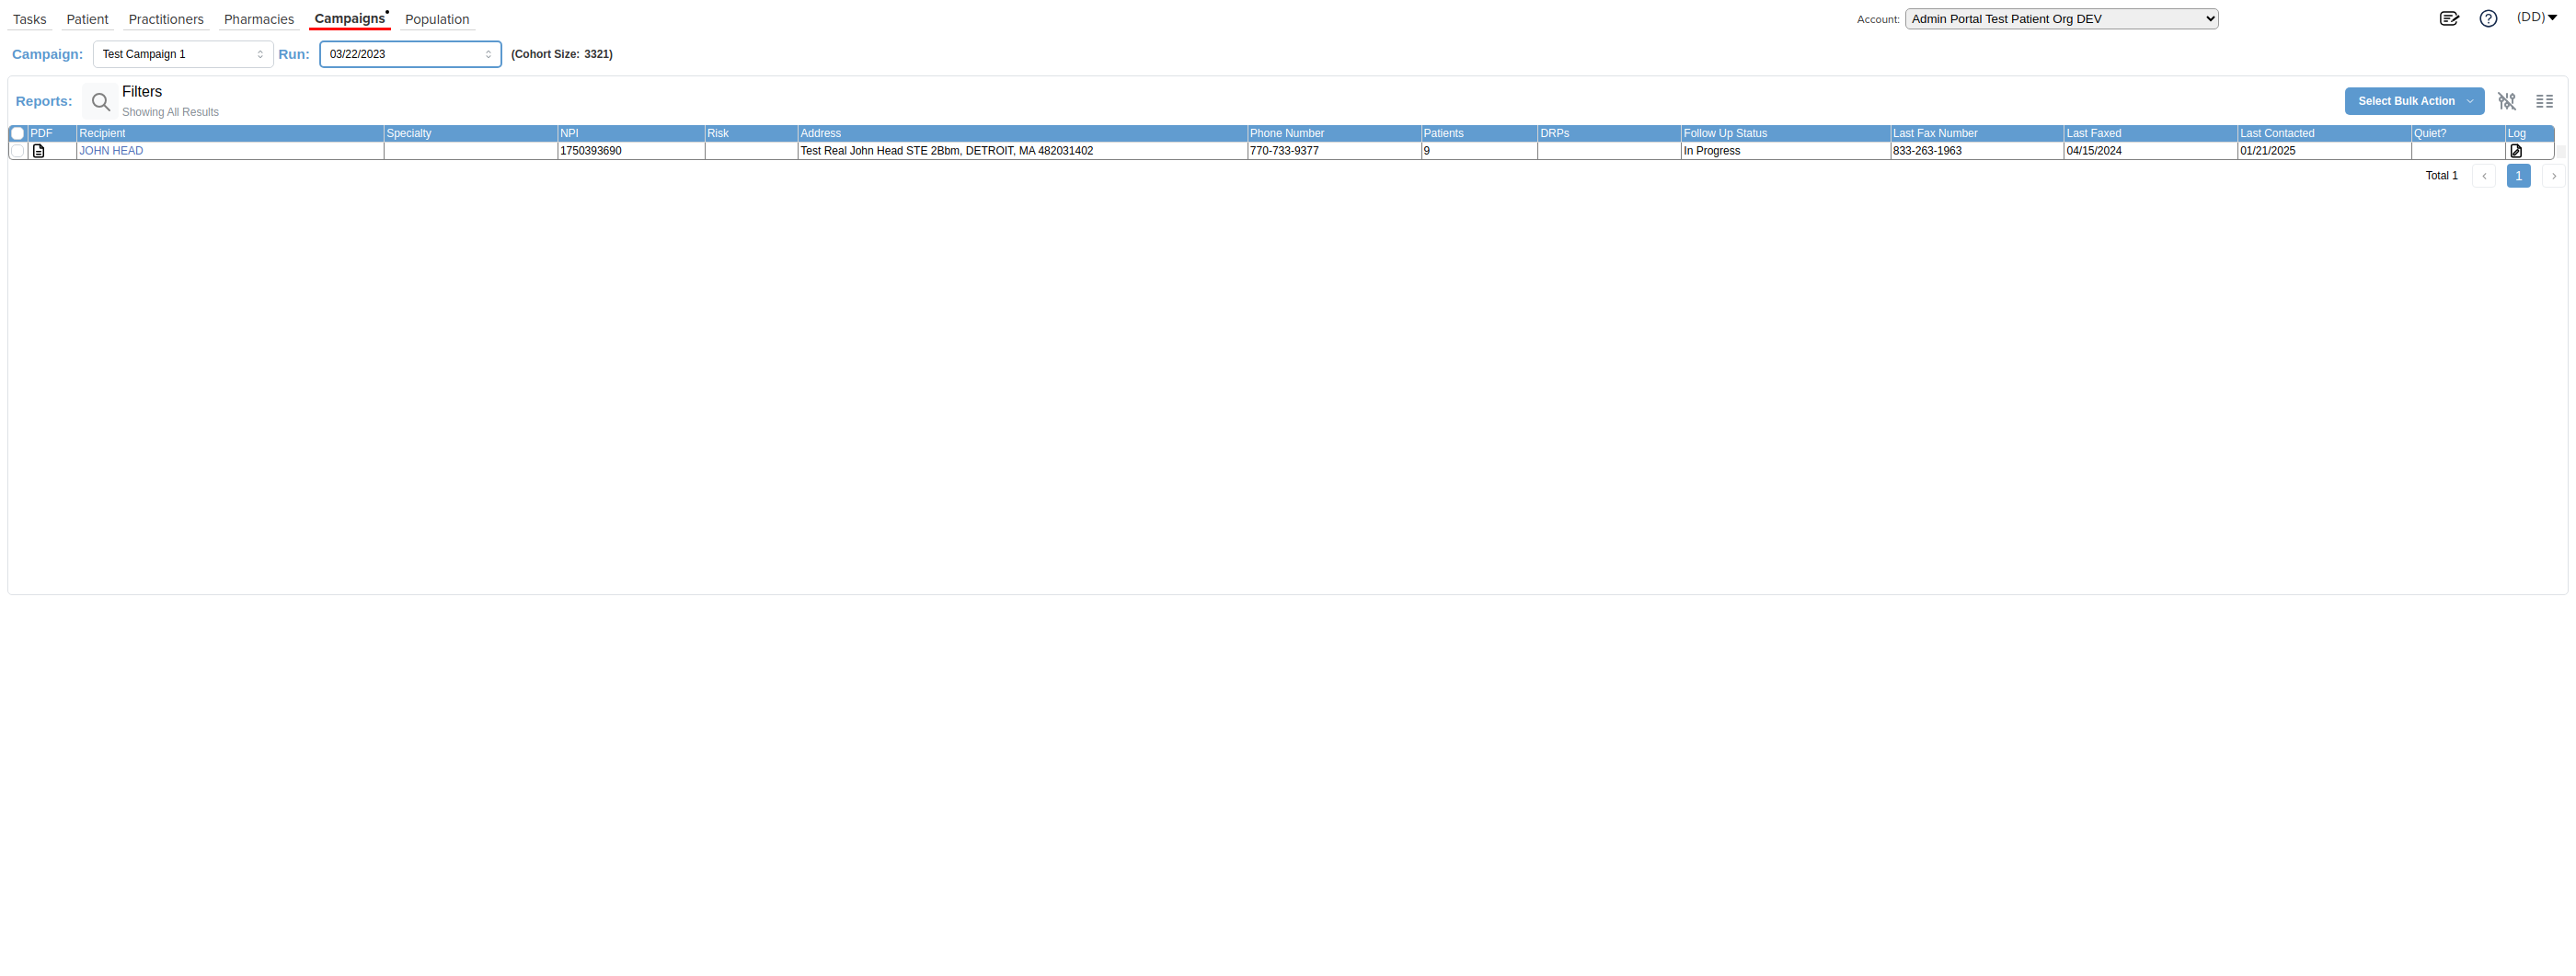 Tasks Patient Practitioners Pharmacies Campaigns Population Account: Admin Portal Test Patient Org DEV (DD)
Campaign: Test Campaign 1 Run: 03/22/2023 (Cohort Size: 3321)
Reports: Filters Select Bulk Action
Showing All Results
PDF Recipient Specialty NPI Risk Address Phone Number Patients DRPs Follow Up Status Last Fax Number Last Faxed Last Contacted Quiet? Log
JOHN HEAD 1750393690 Test Real John Head STE 2Bbm, DETROIT, MA 482031402 770-733-9377 9 In Progress 833-263-1963 04/15/2024 01/21/2025
Total 1 1